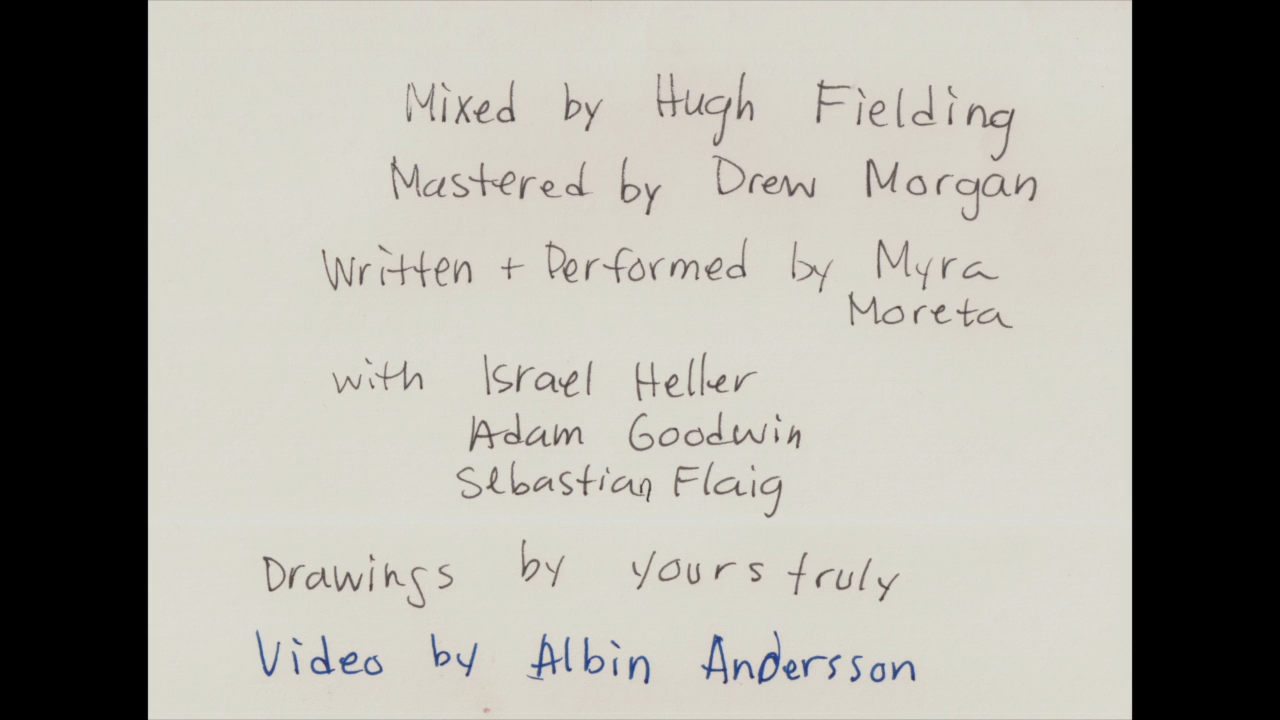 Mixed by Hugh Fielding
Mastered by Drew Morgan
Written + Performed by Myra
Moreta
with Israel Heller
Adam Goodwin
Sebastian Flaig
Drawings by yours truly
Video by Albin Andersson